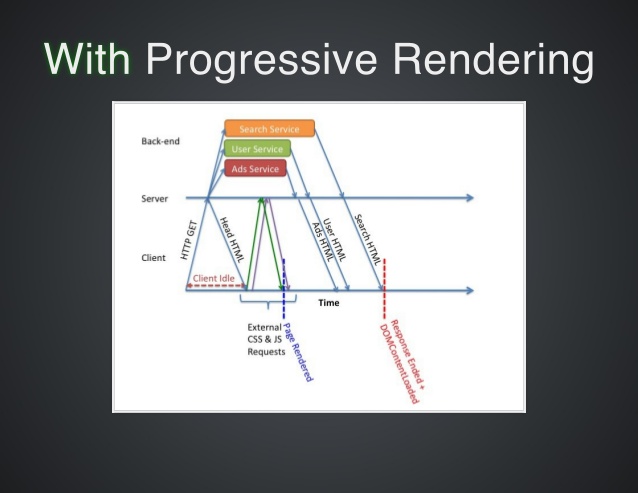 With Progressive Rendering
Back-end
Search Service
User Service
Ads Service
Server
HTTP GET
Head HTML
Ads HTML
User HTML
Search HTML
Client
Client Idle
Time
External
CSS & JS
Requests
Page Rendered
Response Ended +
DOMContentLoaded